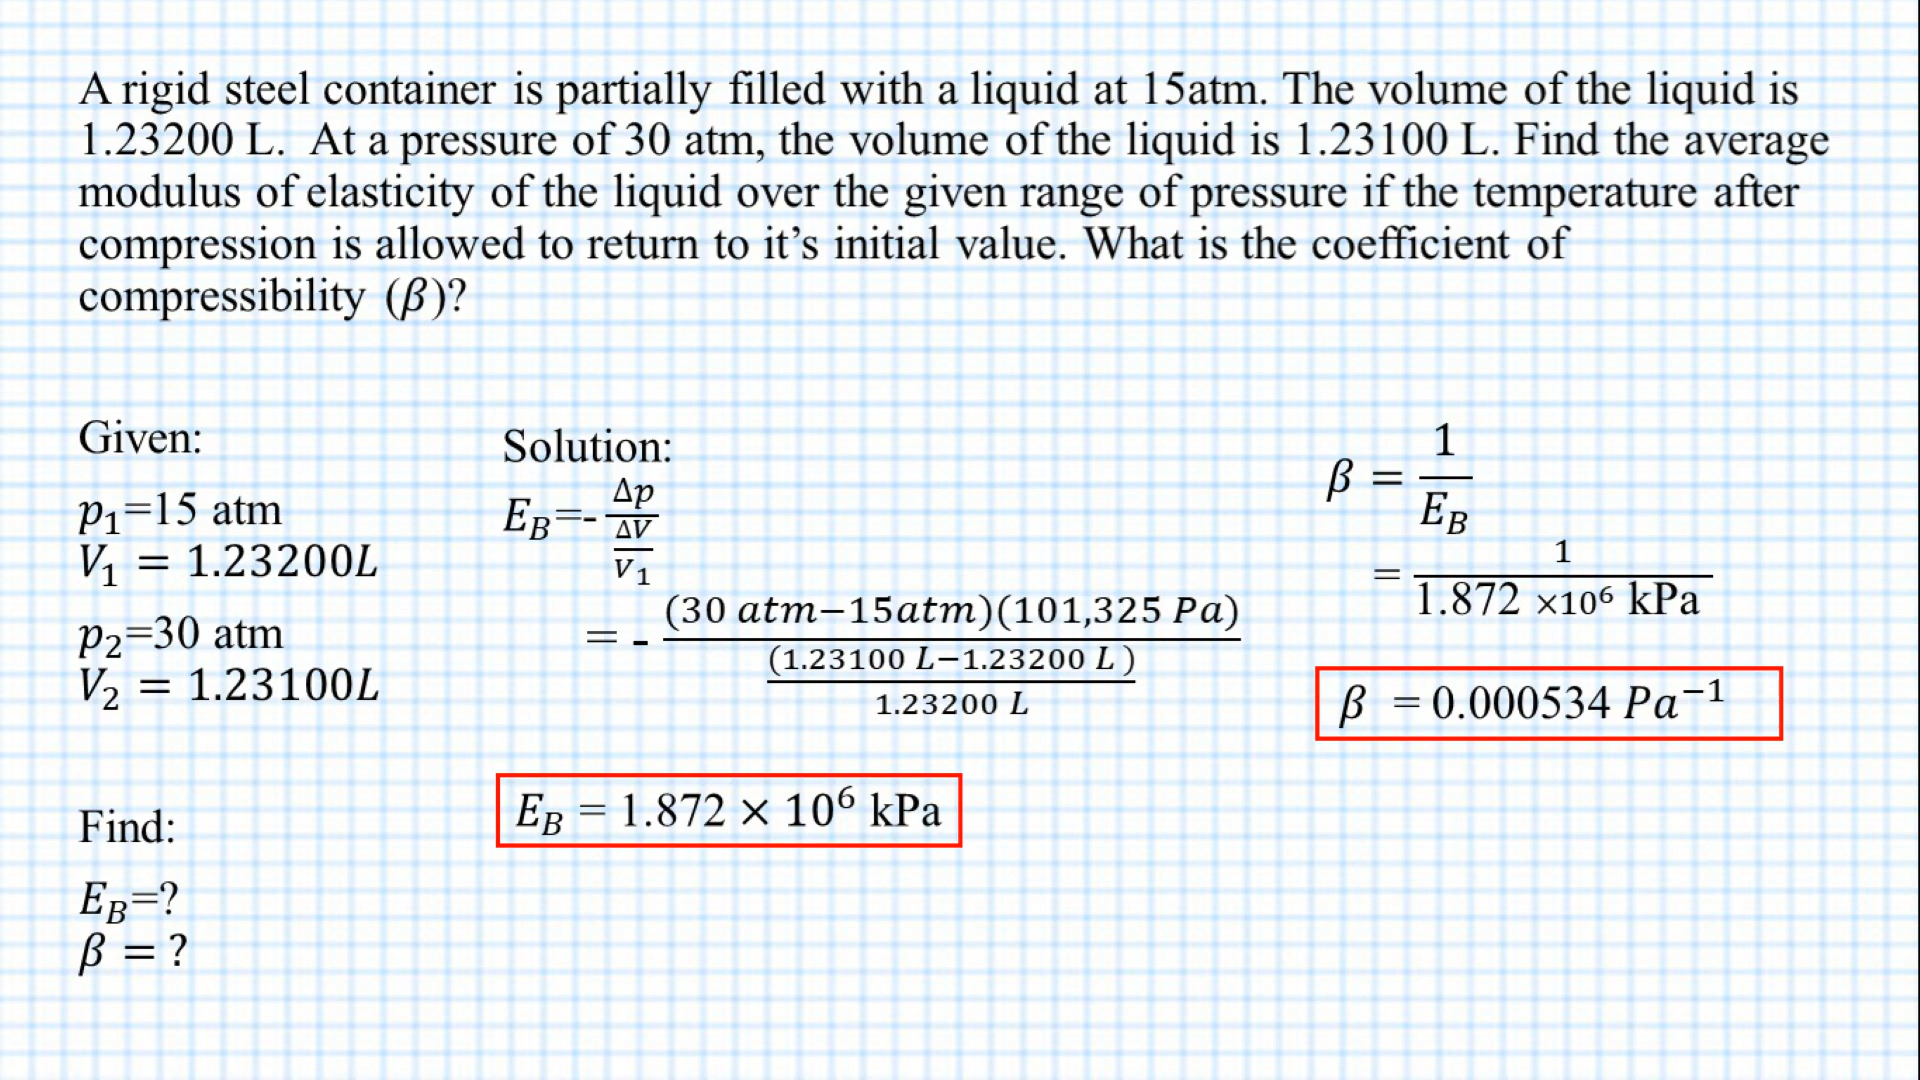 A rigid steel container is partially filled with a liquid at 15atm. The volume of the liquid is
1.23200 L. At a pressure of 30 atm, the volume of the liquid is 1.23100 L. Find the average
modulus of elasticity of the liquid over the given range of pressure if the temperature after
compression is allowed to return to it’s initial value. What is the coefficient of
compressibility (β)?
Given:
p₁=15 atm
V₁ = 1.23200L
p₂=30 atm
V₂ = 1.23100L
Find:
E_B=?
β = ?
Solution:
E_B=-
Δp
ΔV
V₁
= -
(30 atm−15atm)(101,325 Pa)
(1.23100 L−1.23200 L )
1.23200 L
E_B = 1.872 × 10⁶ kPa
β =
1
E_B
=
1
1.872 ×10⁶ kPa
β = 0.000534 Pa⁻¹